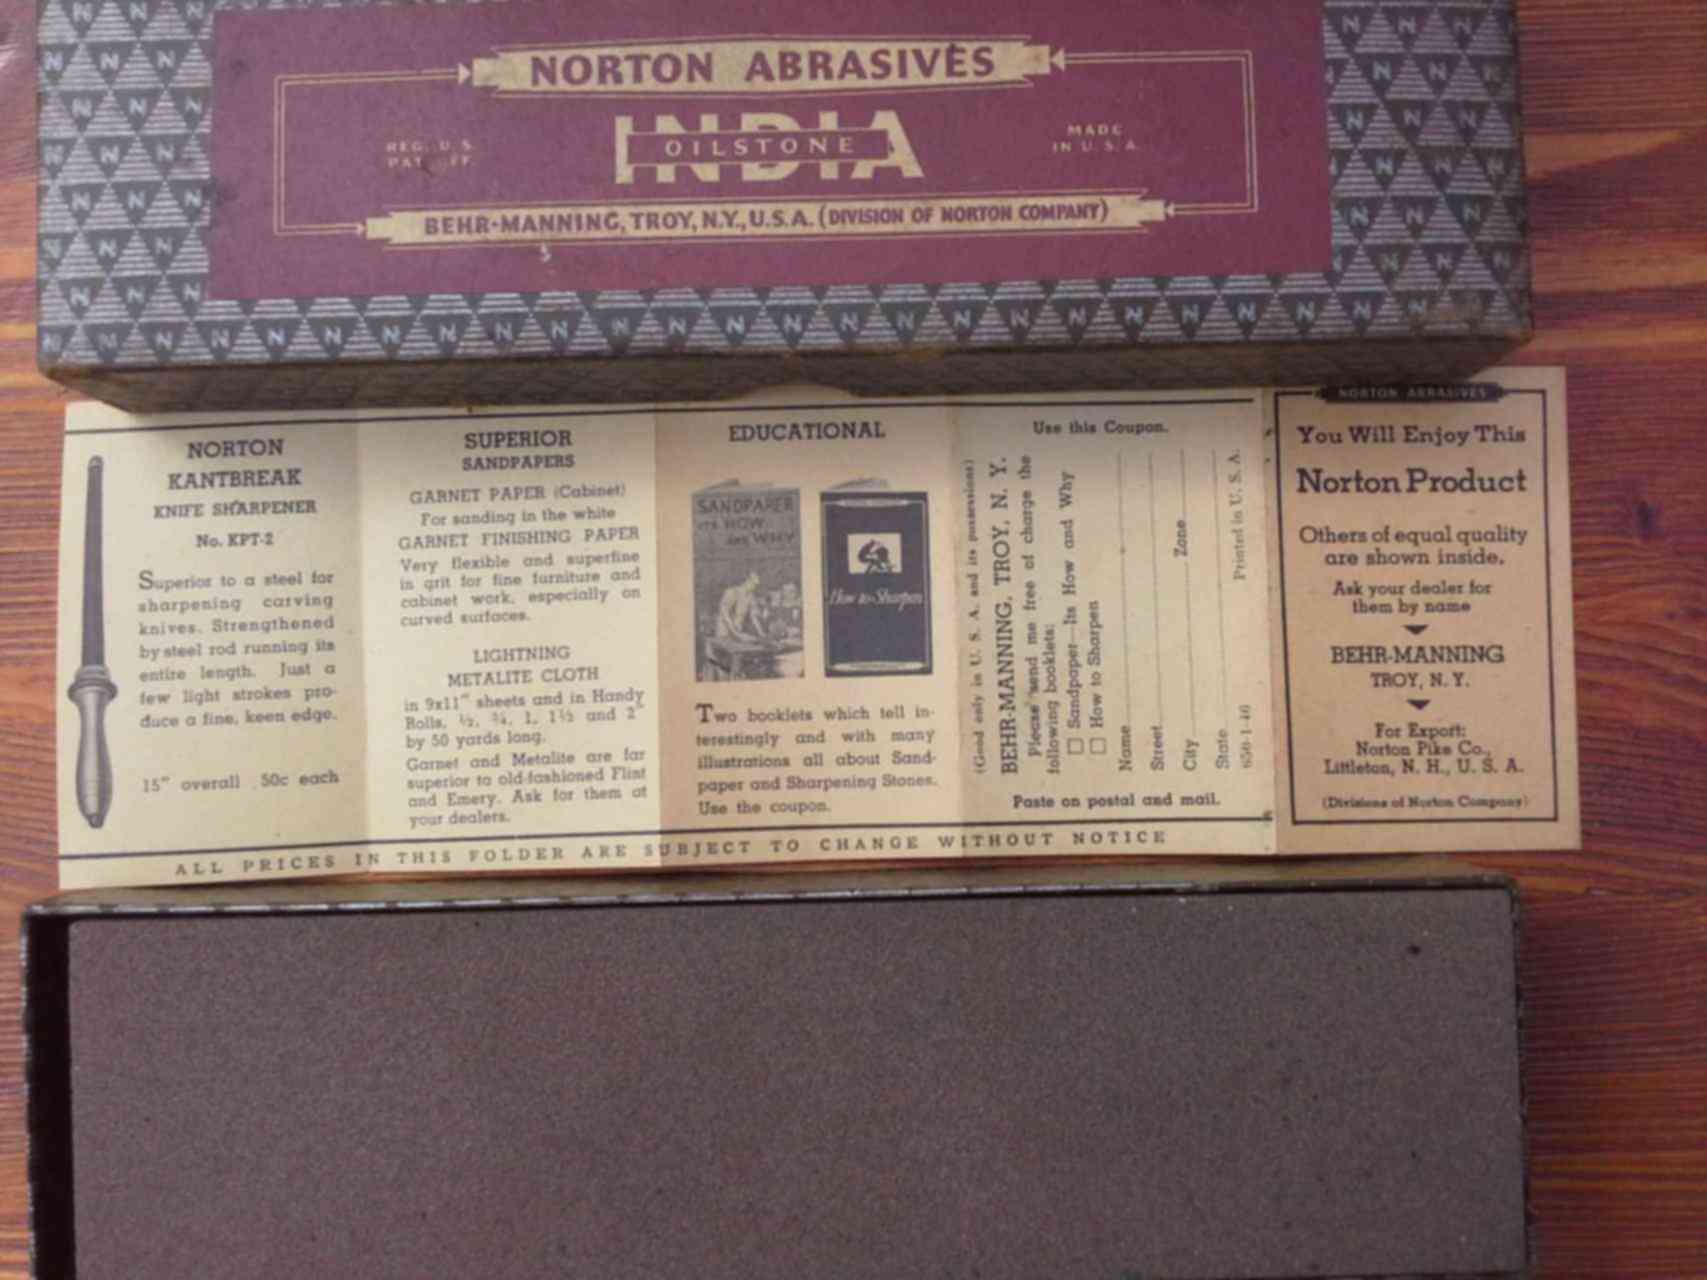 NORTON ABRASIVES
REG. U.S.
PAT. OFF.
INDIA
OILSTONE
MADE
IN U.S.A.
BEHR-MANNING, TROY, N.Y., U.S.A. (DIVISION OF NORTON COMPANY)
NORTON
KANTBREAK
KNIFE SHARPENER
No. KPT-2
Superior to a steel for
sharpening carving
knives. Strengthened
by steel rod running its
entire length. Just a
few light strokes pro-
duce a fine, keen edge.
15" overall 50c each
SUPERIOR
SANDPAPERS
GARNET PAPER (Cabinet)
For sanding in the white
GARNET FINISHING PAPER
Very flexible and superfine
in grit for fine furniture and
cabinet work, especially on
curved surfaces.
LIGHTNING
METALITE CLOTH
in 9x11" sheets and in Handy
Rolls, ½, ¾, 1, 1½ and 2"
by 50 yards long.
Garnet and Metalite are far
superior to old-fashioned Flint
and Emery. Ask for them at
your dealers.
EDUCATIONAL
SANDPAPER
ITS HOW
and WHY
How to Sharpen
Two booklets which tell in-
terestingly and with many
illustrations all about Sand-
paper and Sharpening Stones.
Use the coupon.
Use this Coupon.
(Good only in U. S. A. and its possessions)
BEHR-MANNING, TROY, N. Y.
Please send me free of charge the
following booklets:
☐ Sandpaper—Its How and Why
☐ How to Sharpen
Name
Street
City Zone
State
650-1-46 Printed in U. S. A.
Paste on postal and mail.
ALL PRICES IN THIS FOLDER ARE SUBJECT TO CHANGE WITHOUT NOTICE
NORTON ABRASIVES
You Will Enjoy This
Norton Product
Others of equal quality
are shown inside.
Ask your dealer for
them by name
BEHR-MANNING
TROY, N. Y.
For Export:
Norton Pike Co.,
Littleton, N. H., U. S. A.
(Divisions of Norton Company)